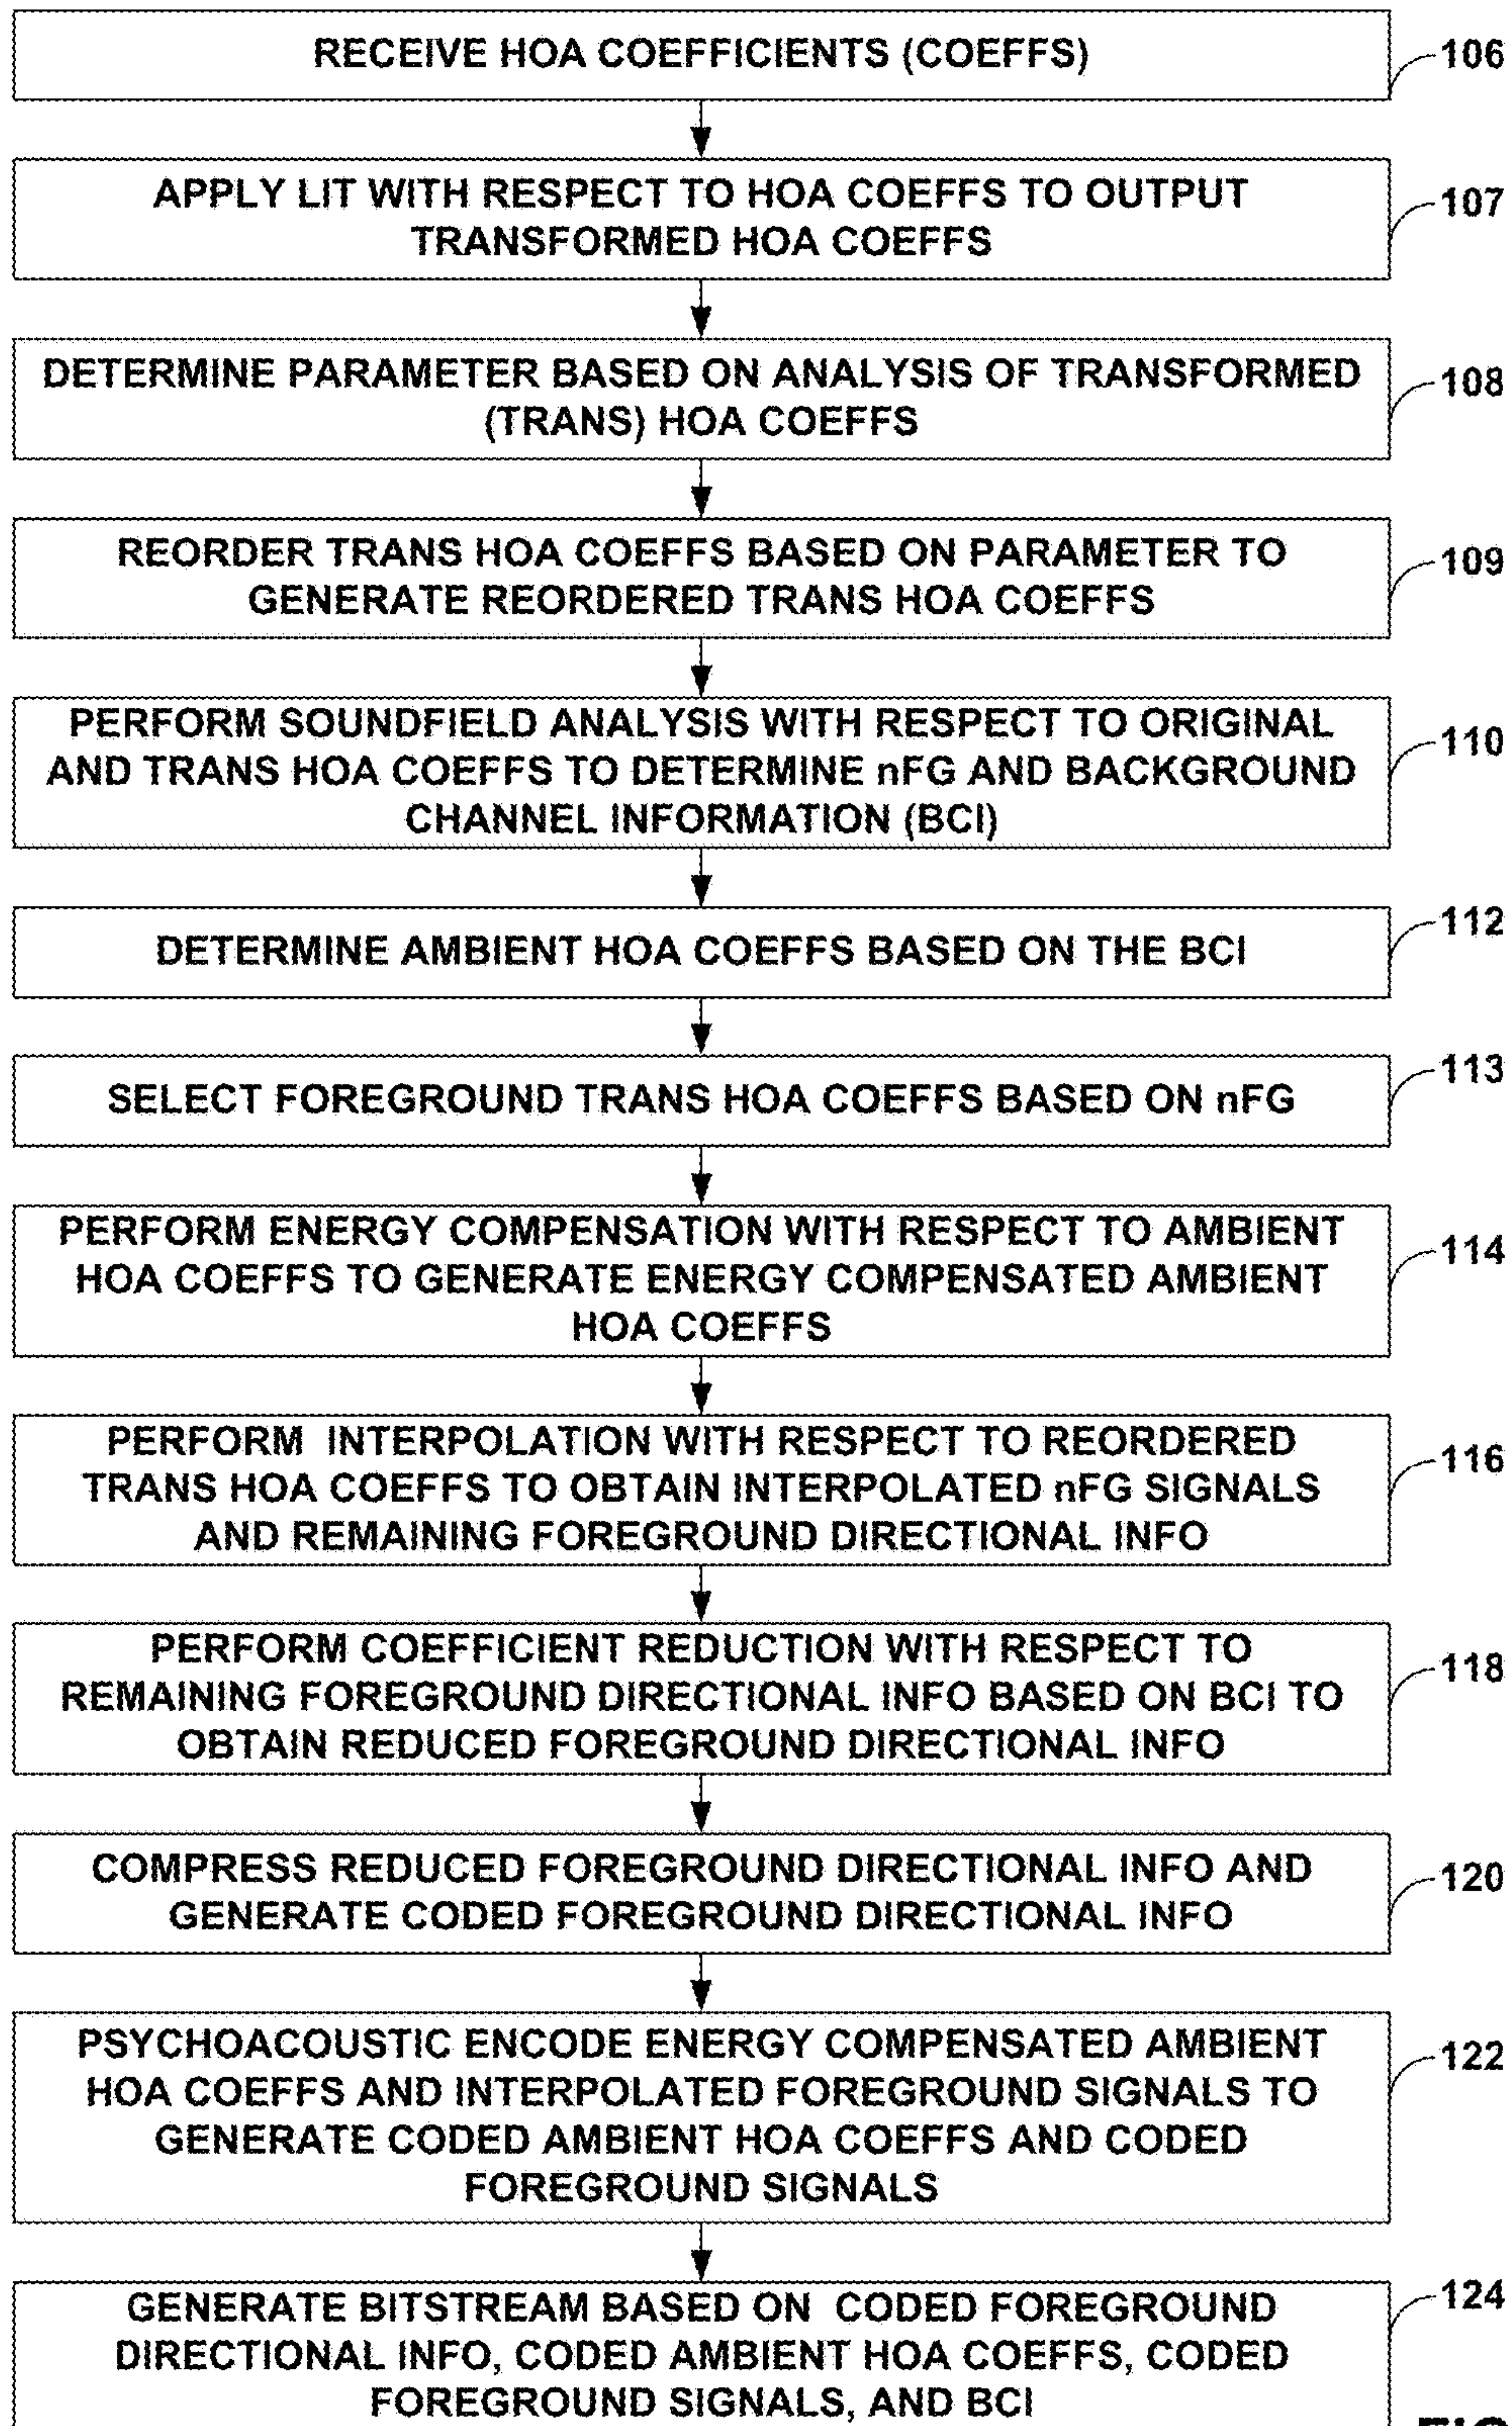 RECEIVE HOA COEFFICIENTS (COEFFS)
106
APPLY LIT WITH RESPECT TO HOA COEFFS TO OUTPUT
TRANSFORMED HOA COEFFS
107
DETERMINE PARAMETER BASED ON ANALYSIS OF TRANSFORMED
(TRANS) HOA COEFFS
108
REORDER TRANS HOA COEFFS BASED ON PARAMETER TO
GENERATE REORDERED TRANS HOA COEFFS
109
PERFORM SOUNDFIELD ANALYSIS WITH RESPECT TO ORIGINAL
AND TRANS HOA COEFFS TO DETERMINE nFG AND BACKGROUND
CHANNEL INFORMATION (BCI)
110
DETERMINE AMBIENT HOA COEFFS BASED ON THE BCI
112
SELECT FOREGROUND TRANS HOA COEFFS BASED ON nFG
113
PERFORM ENERGY COMPENSATION WITH RESPECT TO AMBIENT
HOA COEFFS TO GENERATE ENERGY COMPENSATED AMBIENT
HOA COEFFS
114
PERFORM INTERPOLATION WITH RESPECT TO REORDERED
TRANS HOA COEFFS TO OBTAIN INTERPOLATED nFG SIGNALS
AND REMAINING FOREGROUND DIRECTIONAL INFO
116
PERFORM COEFFICIENT REDUCTION WITH RESPECT TO
REMAINING FOREGROUND DIRECTIONAL INFO BASED ON BCI TO
OBTAIN REDUCED FOREGROUND DIRECTIONAL INFO
118
COMPRESS REDUCED FOREGROUND DIRECTIONAL INFO AND
GENERATE CODED FOREGROUND DIRECTIONAL INFO
120
PSYCHOACOUSTIC ENCODE ENERGY COMPENSATED AMBIENT
HOA COEFFS AND INTERPOLATED FOREGROUND SIGNALS TO
GENERATE CODED AMBIENT HOA COEFFS AND CODED
FOREGROUND SIGNALS
122
GENERATE BITSTREAM BASED ON CODED FOREGROUND
DIRECTIONAL INFO, CODED AMBIENT HOA COEFFS, CODED
FOREGROUND SIGNALS, AND BCI
124